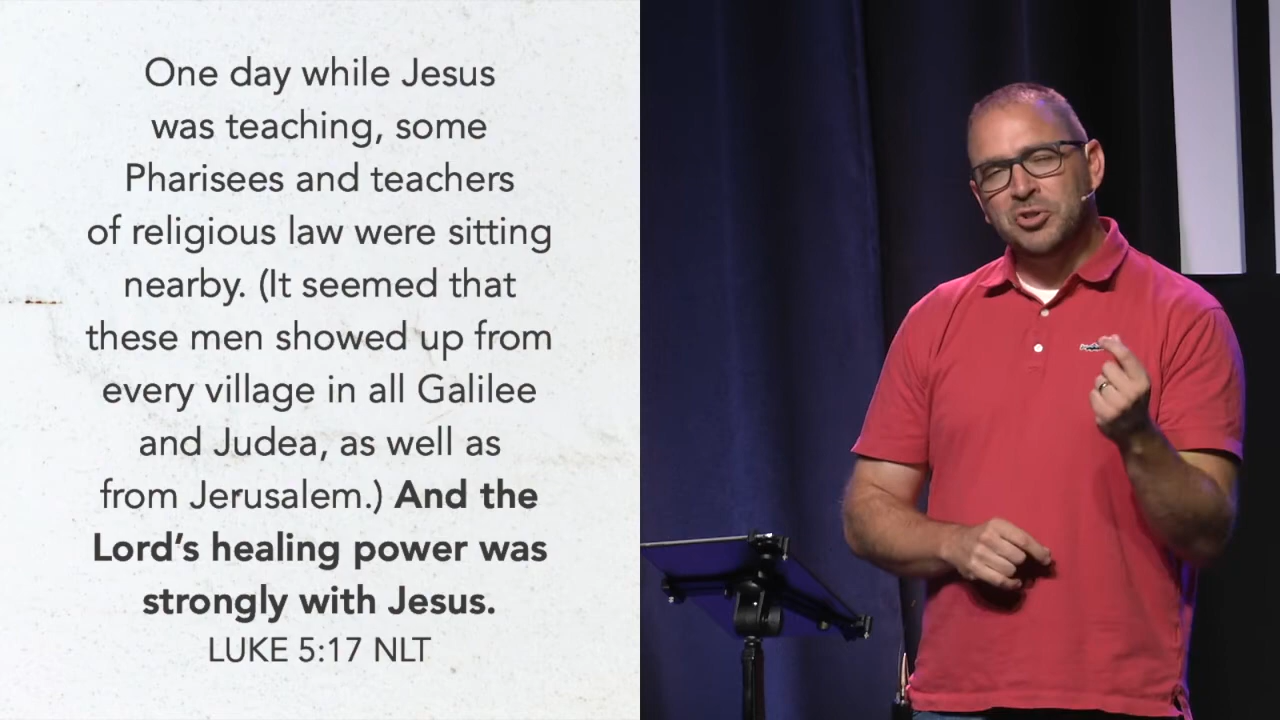 One day while Jesus
was teaching, some
Pharisees and teachers
of religious law were sitting
nearby. (It seemed that
these men showed up from
every village in all Galilee
and Judea, as well as
from Jerusalem.) And the
Lord’s healing power was
strongly with Jesus.
LUKE 5:17 NLT